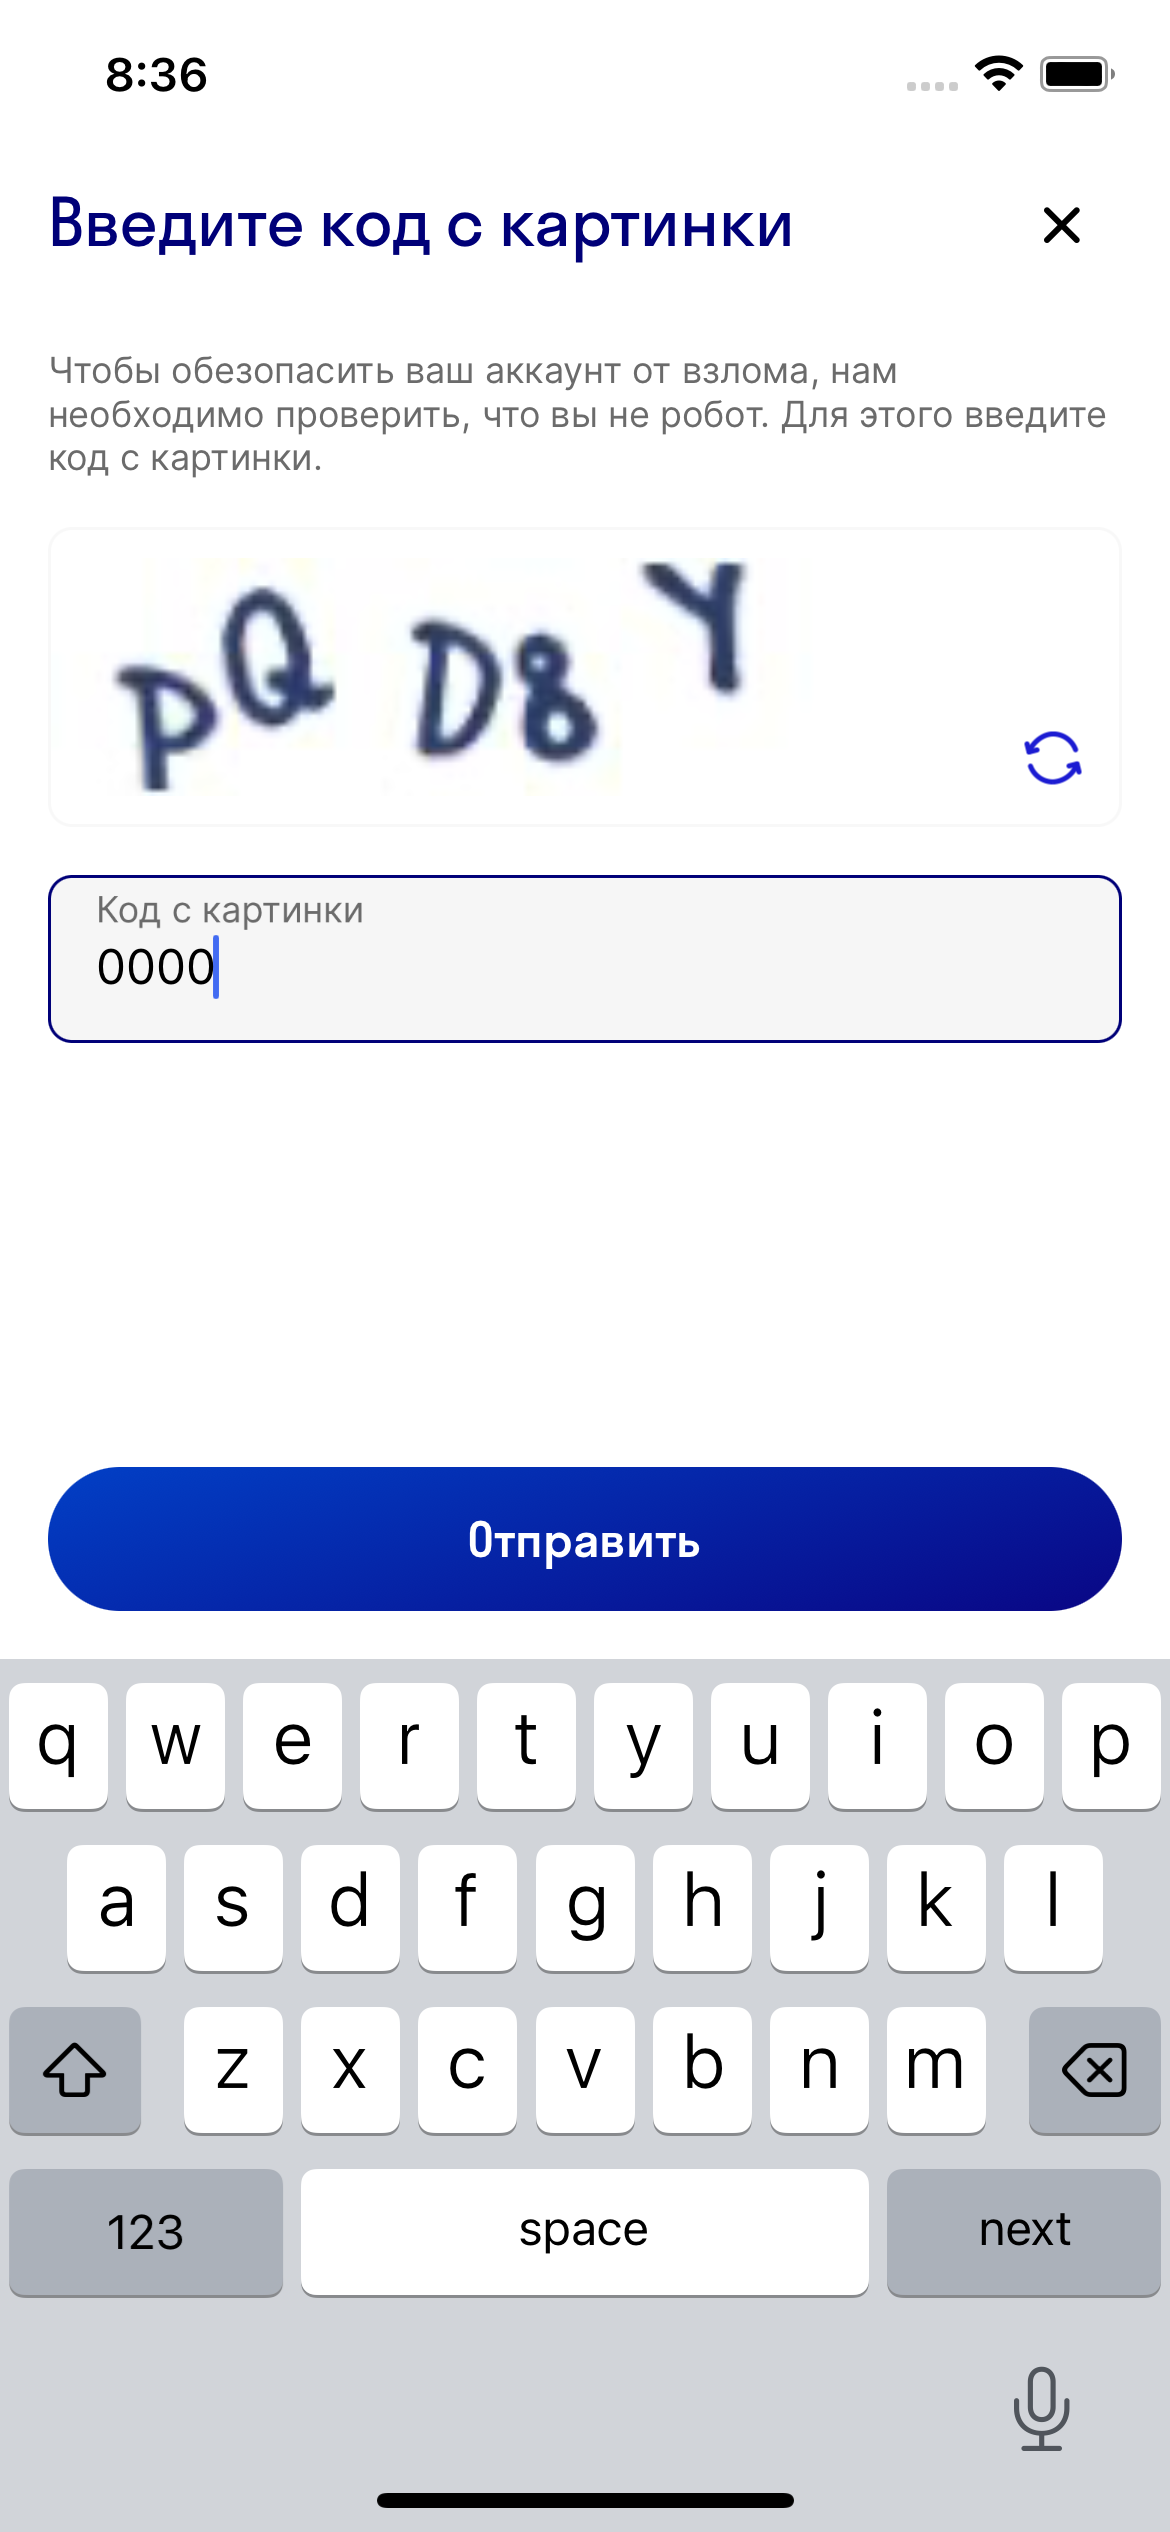 8:36
Введите код с картинки
Чтобы обезопасить ваш аккаунт от взлома, нам
необходимо проверить, что вы не робот. Для этого введите
код с картинки.
PQ D8 Y
Код с картинки
0000
Отправить
q w e r t y u i o p
a s d f g h j k l
z x c v b n m
123 space next